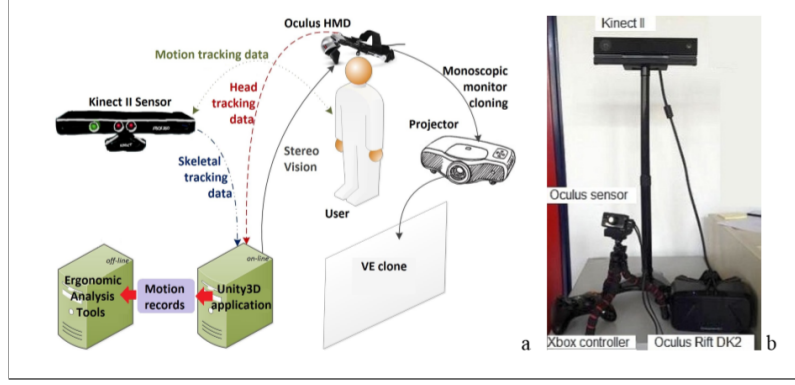 Oculus HMD
Motion tracking data
Kinect II Sensor
Head
tracking
data
Monoscopic
monitor
cloning
Projector
Skeletal
tracking
data
Stereo
Vision
User
off-line
on-line
Ergonomic
Analysis
Tools
Motion
records
Unity3D
application
VE clone
a
Kinect II
Oculus sensor
Xbox controller
Oculus Rift DK2
b